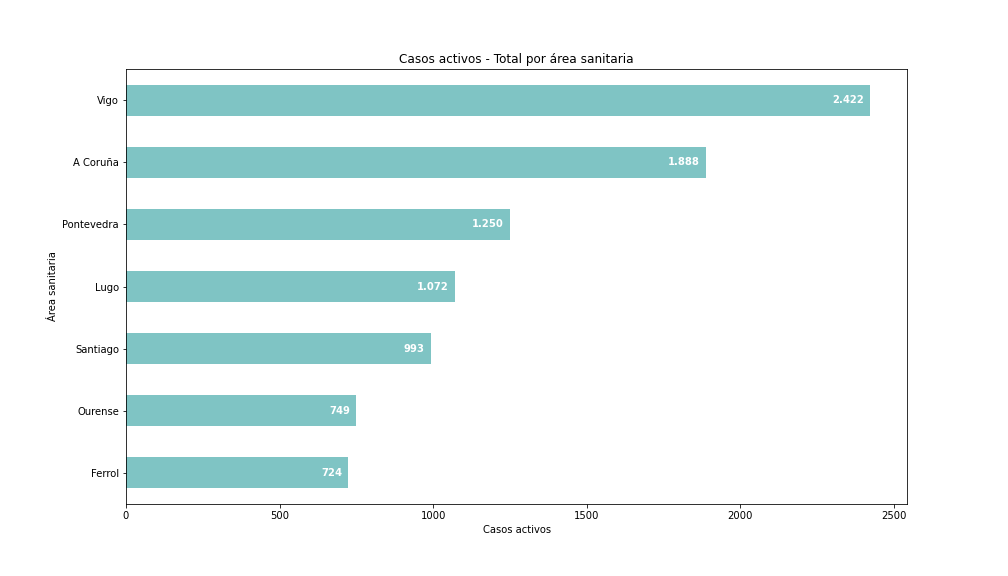 Casos activos - Total por área sanitaria
Vigo
2.422
A Coruña
1.888
Pontevedra
1.250
Lugo
1.072
Santiago
993
Ourense
749
Ferrol
724
Área sanitaria
0 500 1000 1500 2000 2500
Casos activos